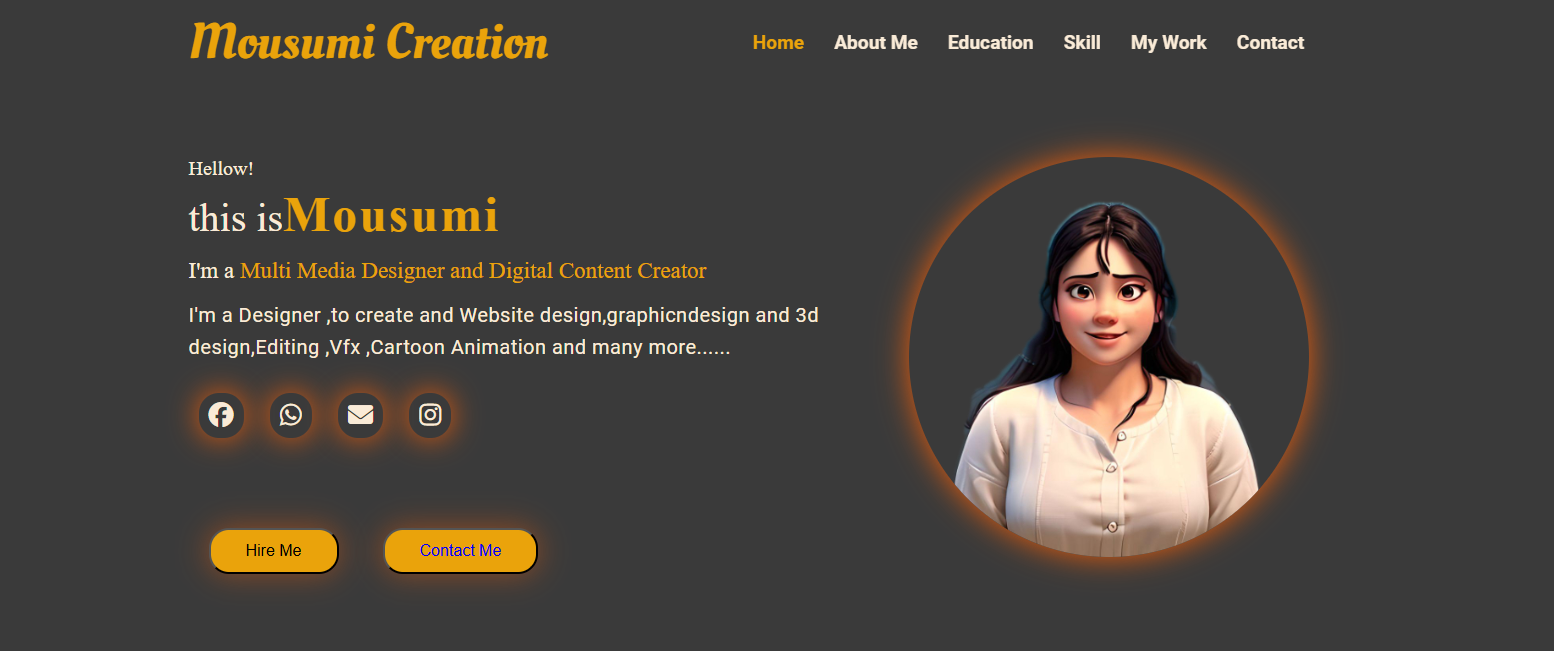 Mousumi Creation
Home About Me Education Skill My Work Contact
Hellow!
this isMousumi
I'm a Multi Media Designer and Digital Content Creator
I'm a Designer ,to create and Website design,graphicndesign and 3d
design,Editing ,Vfx ,Cartoon Animation and many more......
Hire Me Contact Me